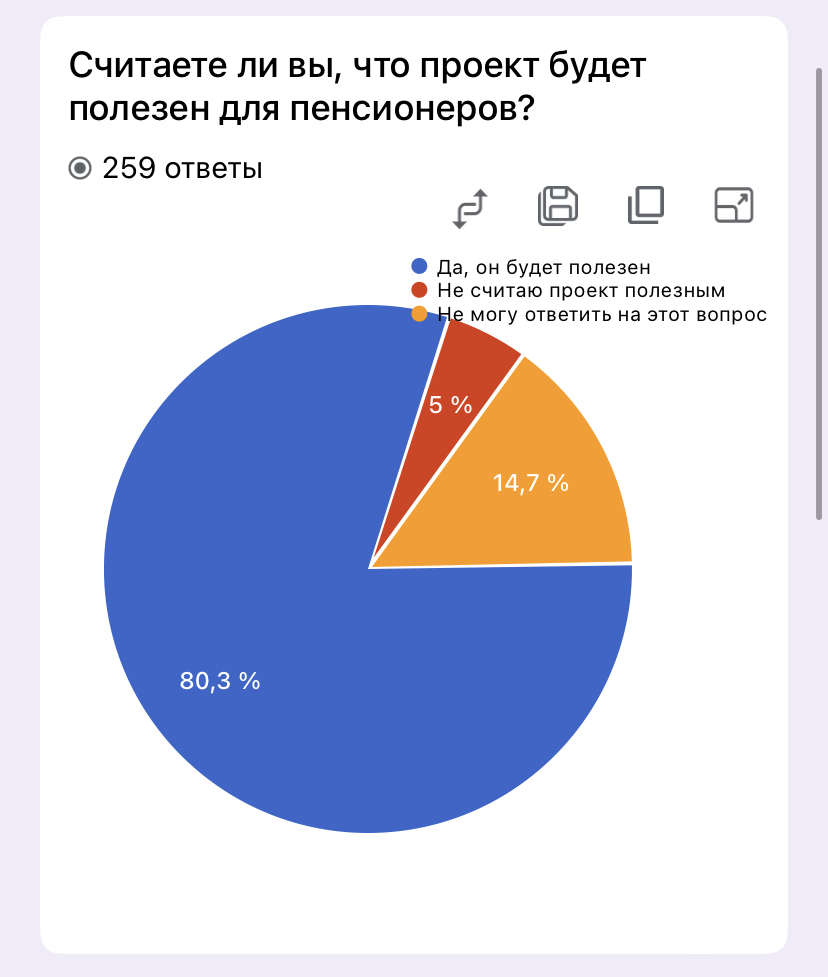 Считаете ли вы, что проект будет
полезен для пенсионеров?
259 ответы
Да, он будет полезен
Не считаю проект полезным
Не могу ответить на этот вопрос
5 %
14,7 %
80,3 %